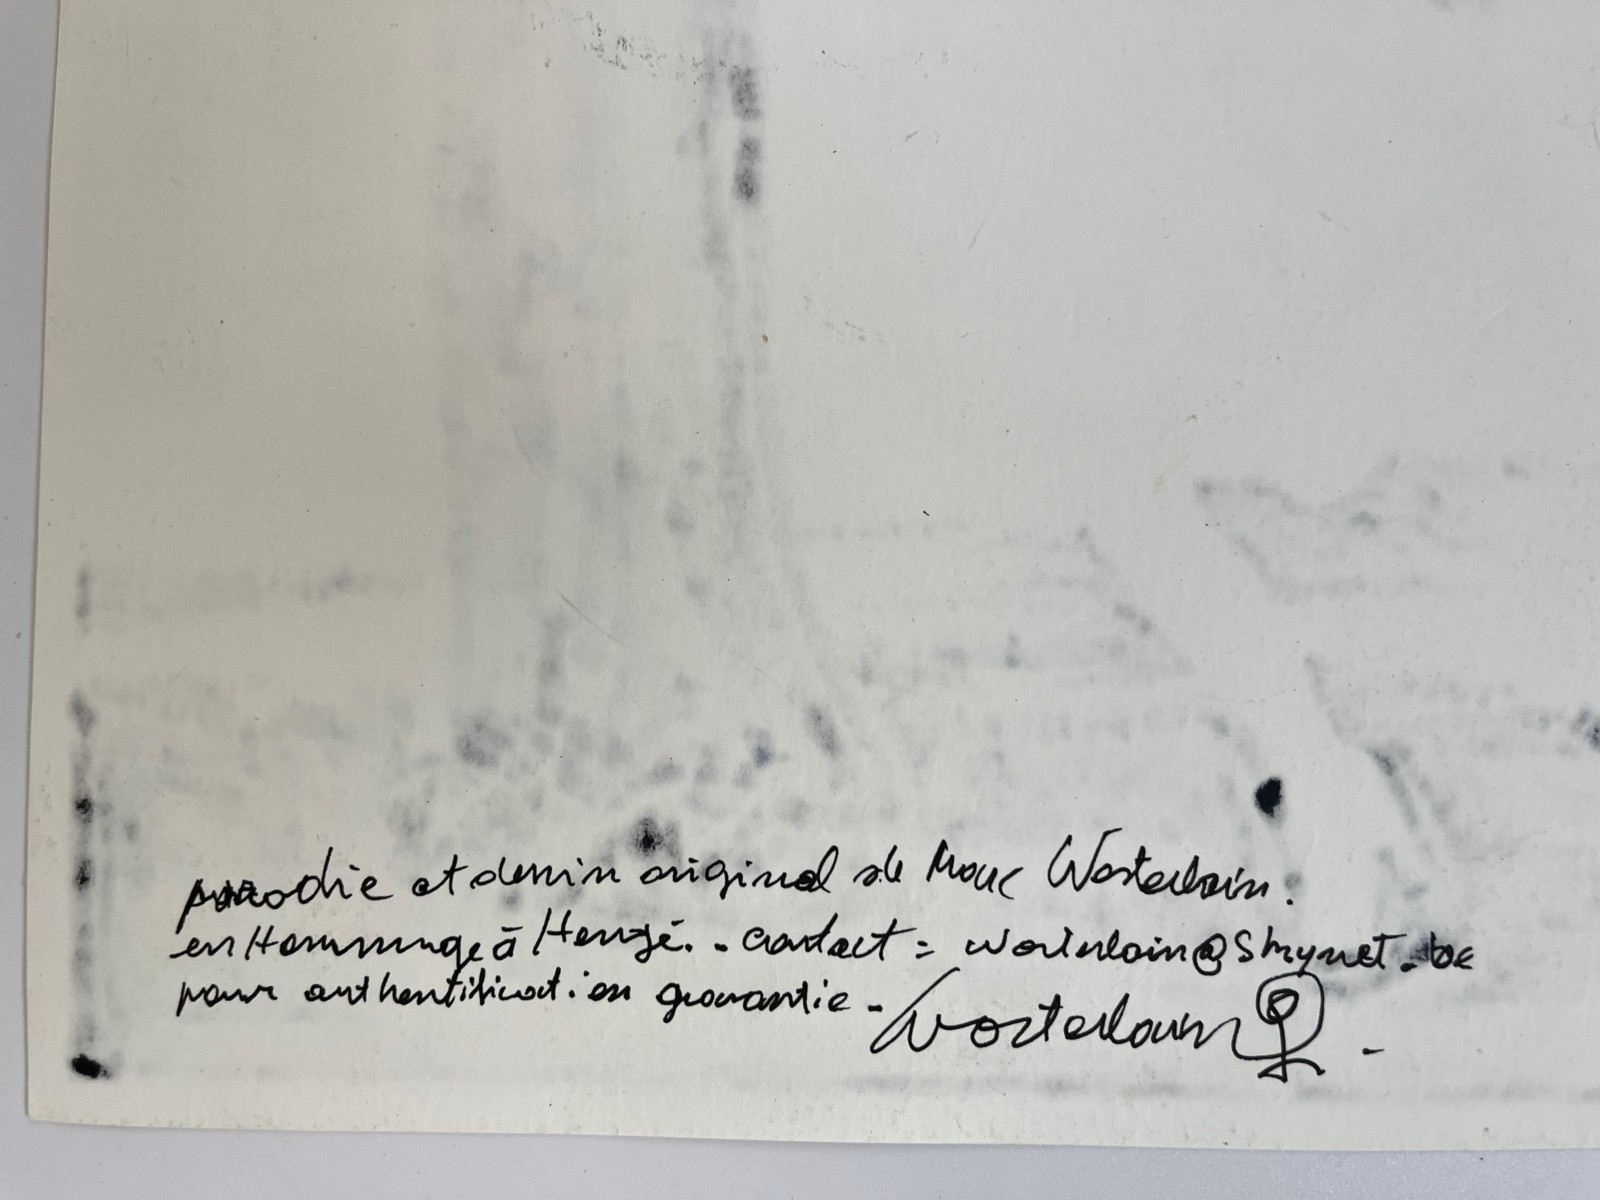 parodie et dessin original de Marc Wasterlain.
en Hommage à Hergé. - contact = wasterlain@Skynet.be
pour authentification garantie -
Wasterlain